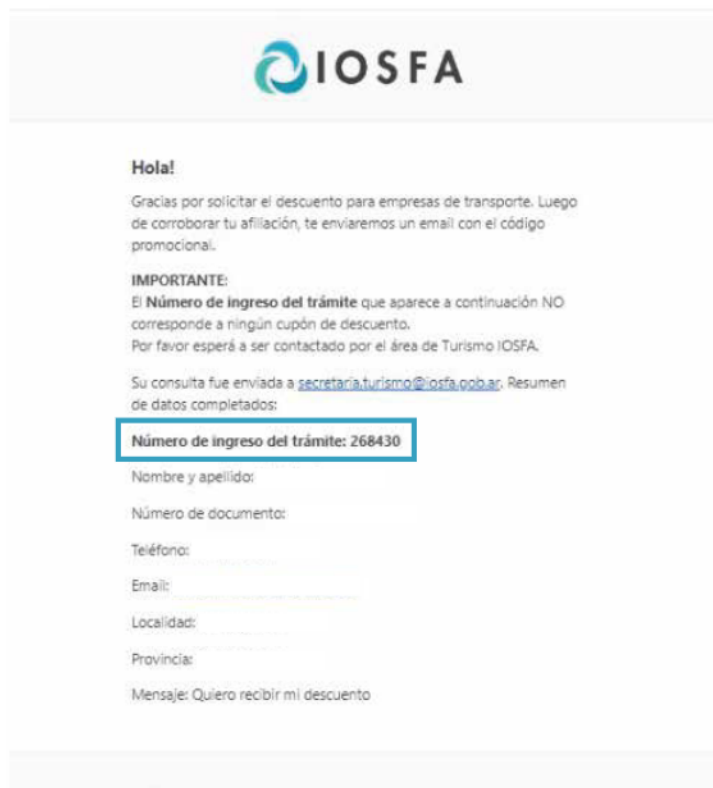 IOSFA
Hola!
Gracias por solicitar el descuento para empresas de transporte. Luego
de corroborar tu afiliación, te enviaremos un email con el código
promocional.
IMPORTANTE:
El Número de ingreso del trámite que aparece a continuación NO
corresponde a ningún cupón de descuento.
Por favor esperá a ser contactado por el área de Turismo IOSFA.
Su consulta fue enviada a secretaria.turismo@iosfa.gob.ar. Resumen
de datos completados:
Número de ingreso del trámite: 268430
Nombre y apellido:
Número de documento:
Teléfono:
Email:
Localidad:
Provincia:
Mensaje: Quiero recibir mi descuento